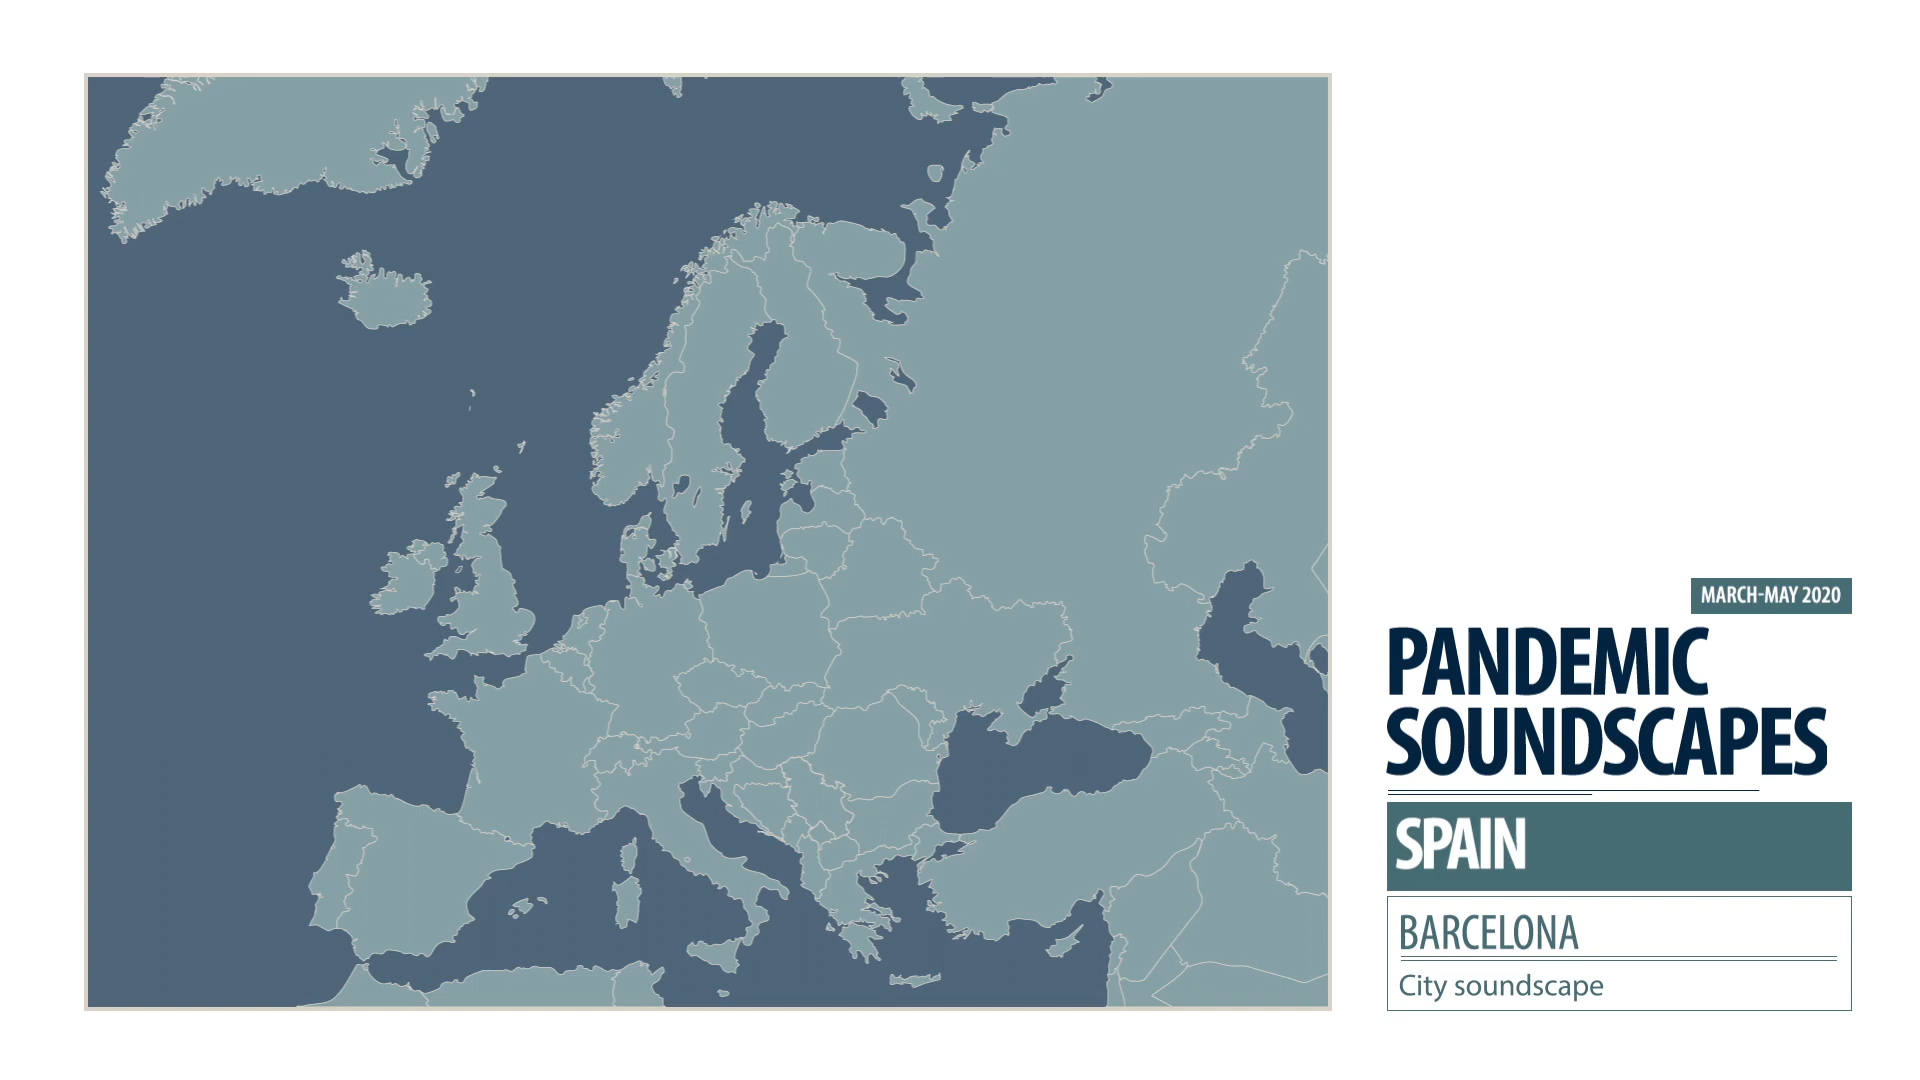 MARCH-MAY 2020
PANDEMIC
SOUNDSCAPES
SPAIN
BARCELONA
City soundscape